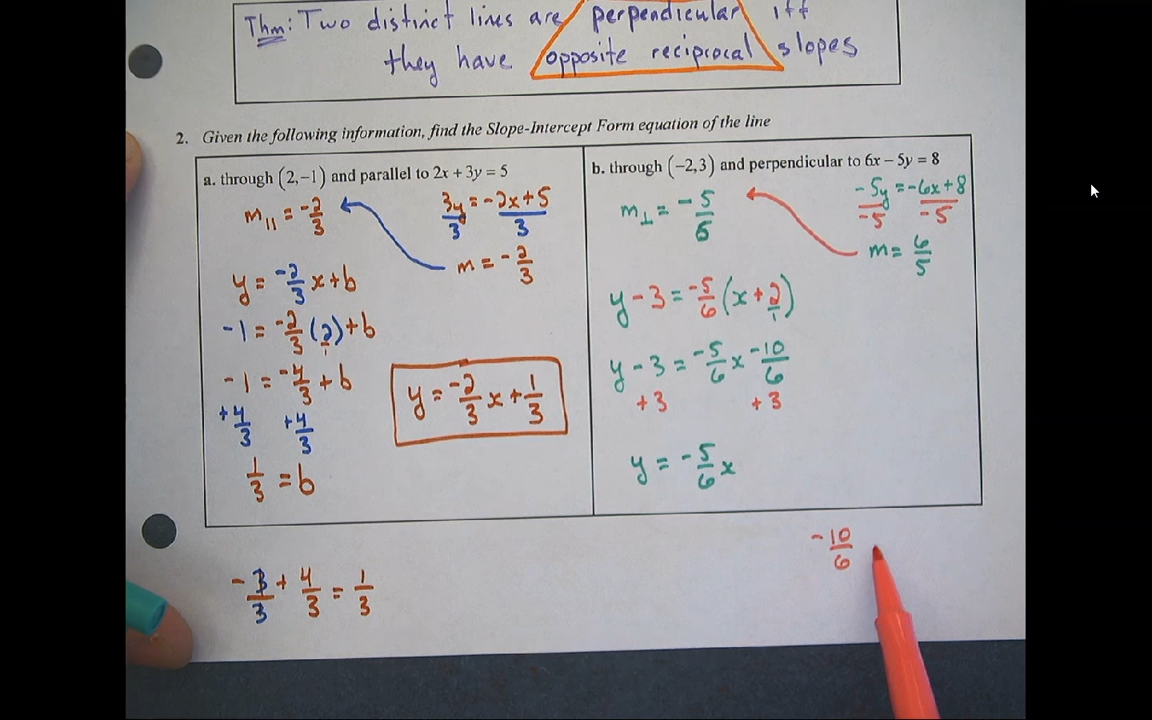 Thm: Two distinct lines are perpendicular iff
they have opposite reciprocal slopes
2. Given the following information, find the Slope-Intercept Form equation of the line
a. through (2,−1) and parallel to 2x + 3y = 5
m∥ = -2/3
3y = -2x+5
3 3
m = -2/3
y = -2/3 x + b
-1 = -2/3 (2/1) + b
-1 = -4/3 + b
+4/3 +4/3
1/3 = b
y = -2/3 x + 1/3
b. through (−2,3) and perpendicular to 6x − 5y = 8
-5y = -6x+8
-5 -5
m⊥ = -5/6
m = 6/5
y - 3 = -5/6 (x + 2/1)
y - 3 = -5/6 x -10/6
+3 +3
y = -5/6 x
-3/3 + 4/3 = 1/3
-10/6